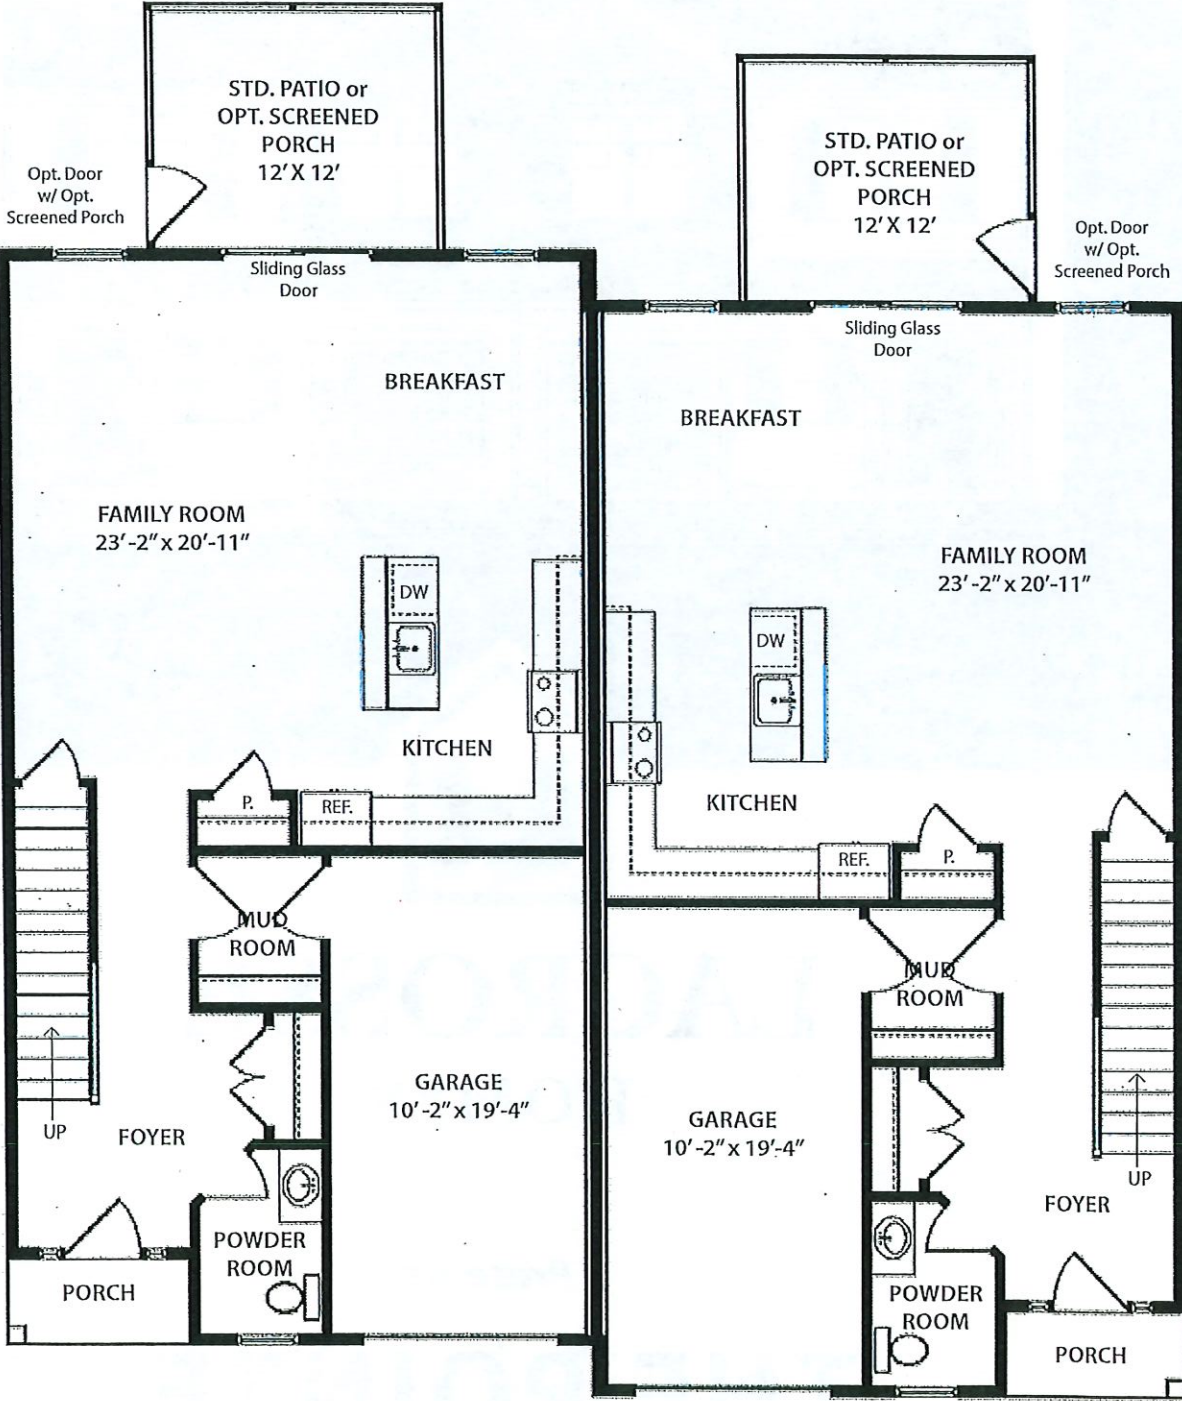 STD. PATIO or
OPT. SCREENED
PORCH
12' X 12'
Opt. Door
w/ Opt.
Screened Porch
Sliding Glass
Door
BREAKFAST
FAMILY ROOM
23'-2" x 20'-11"
DW
KITCHEN
P.
REF.
MUD
ROOM
GARAGE
10'-2" x 19'-4"
UP
FOYER
POWDER
ROOM
PORCH
STD. PATIO or
OPT. SCREENED
PORCH
12' X 12'
Opt. Door
w/ Opt.
Screened Porch
Sliding Glass
Door
BREAKFAST
FAMILY ROOM
23'-2" x 20'-11"
DW
KITCHEN
REF.
P.
MUD
ROOM
GARAGE
10'-2" x 19'-4"
UP
FOYER
POWDER
ROOM
PORCH